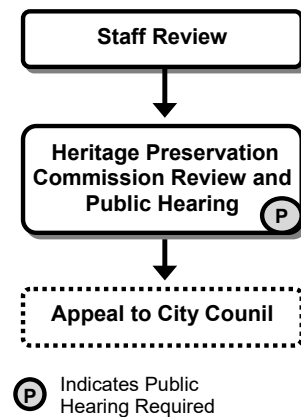 Staff Review
Heritage Preservation
Commission Review and
Public Hearing
P
Appeal to City Counil
P
Indicates Public
Hearing Required